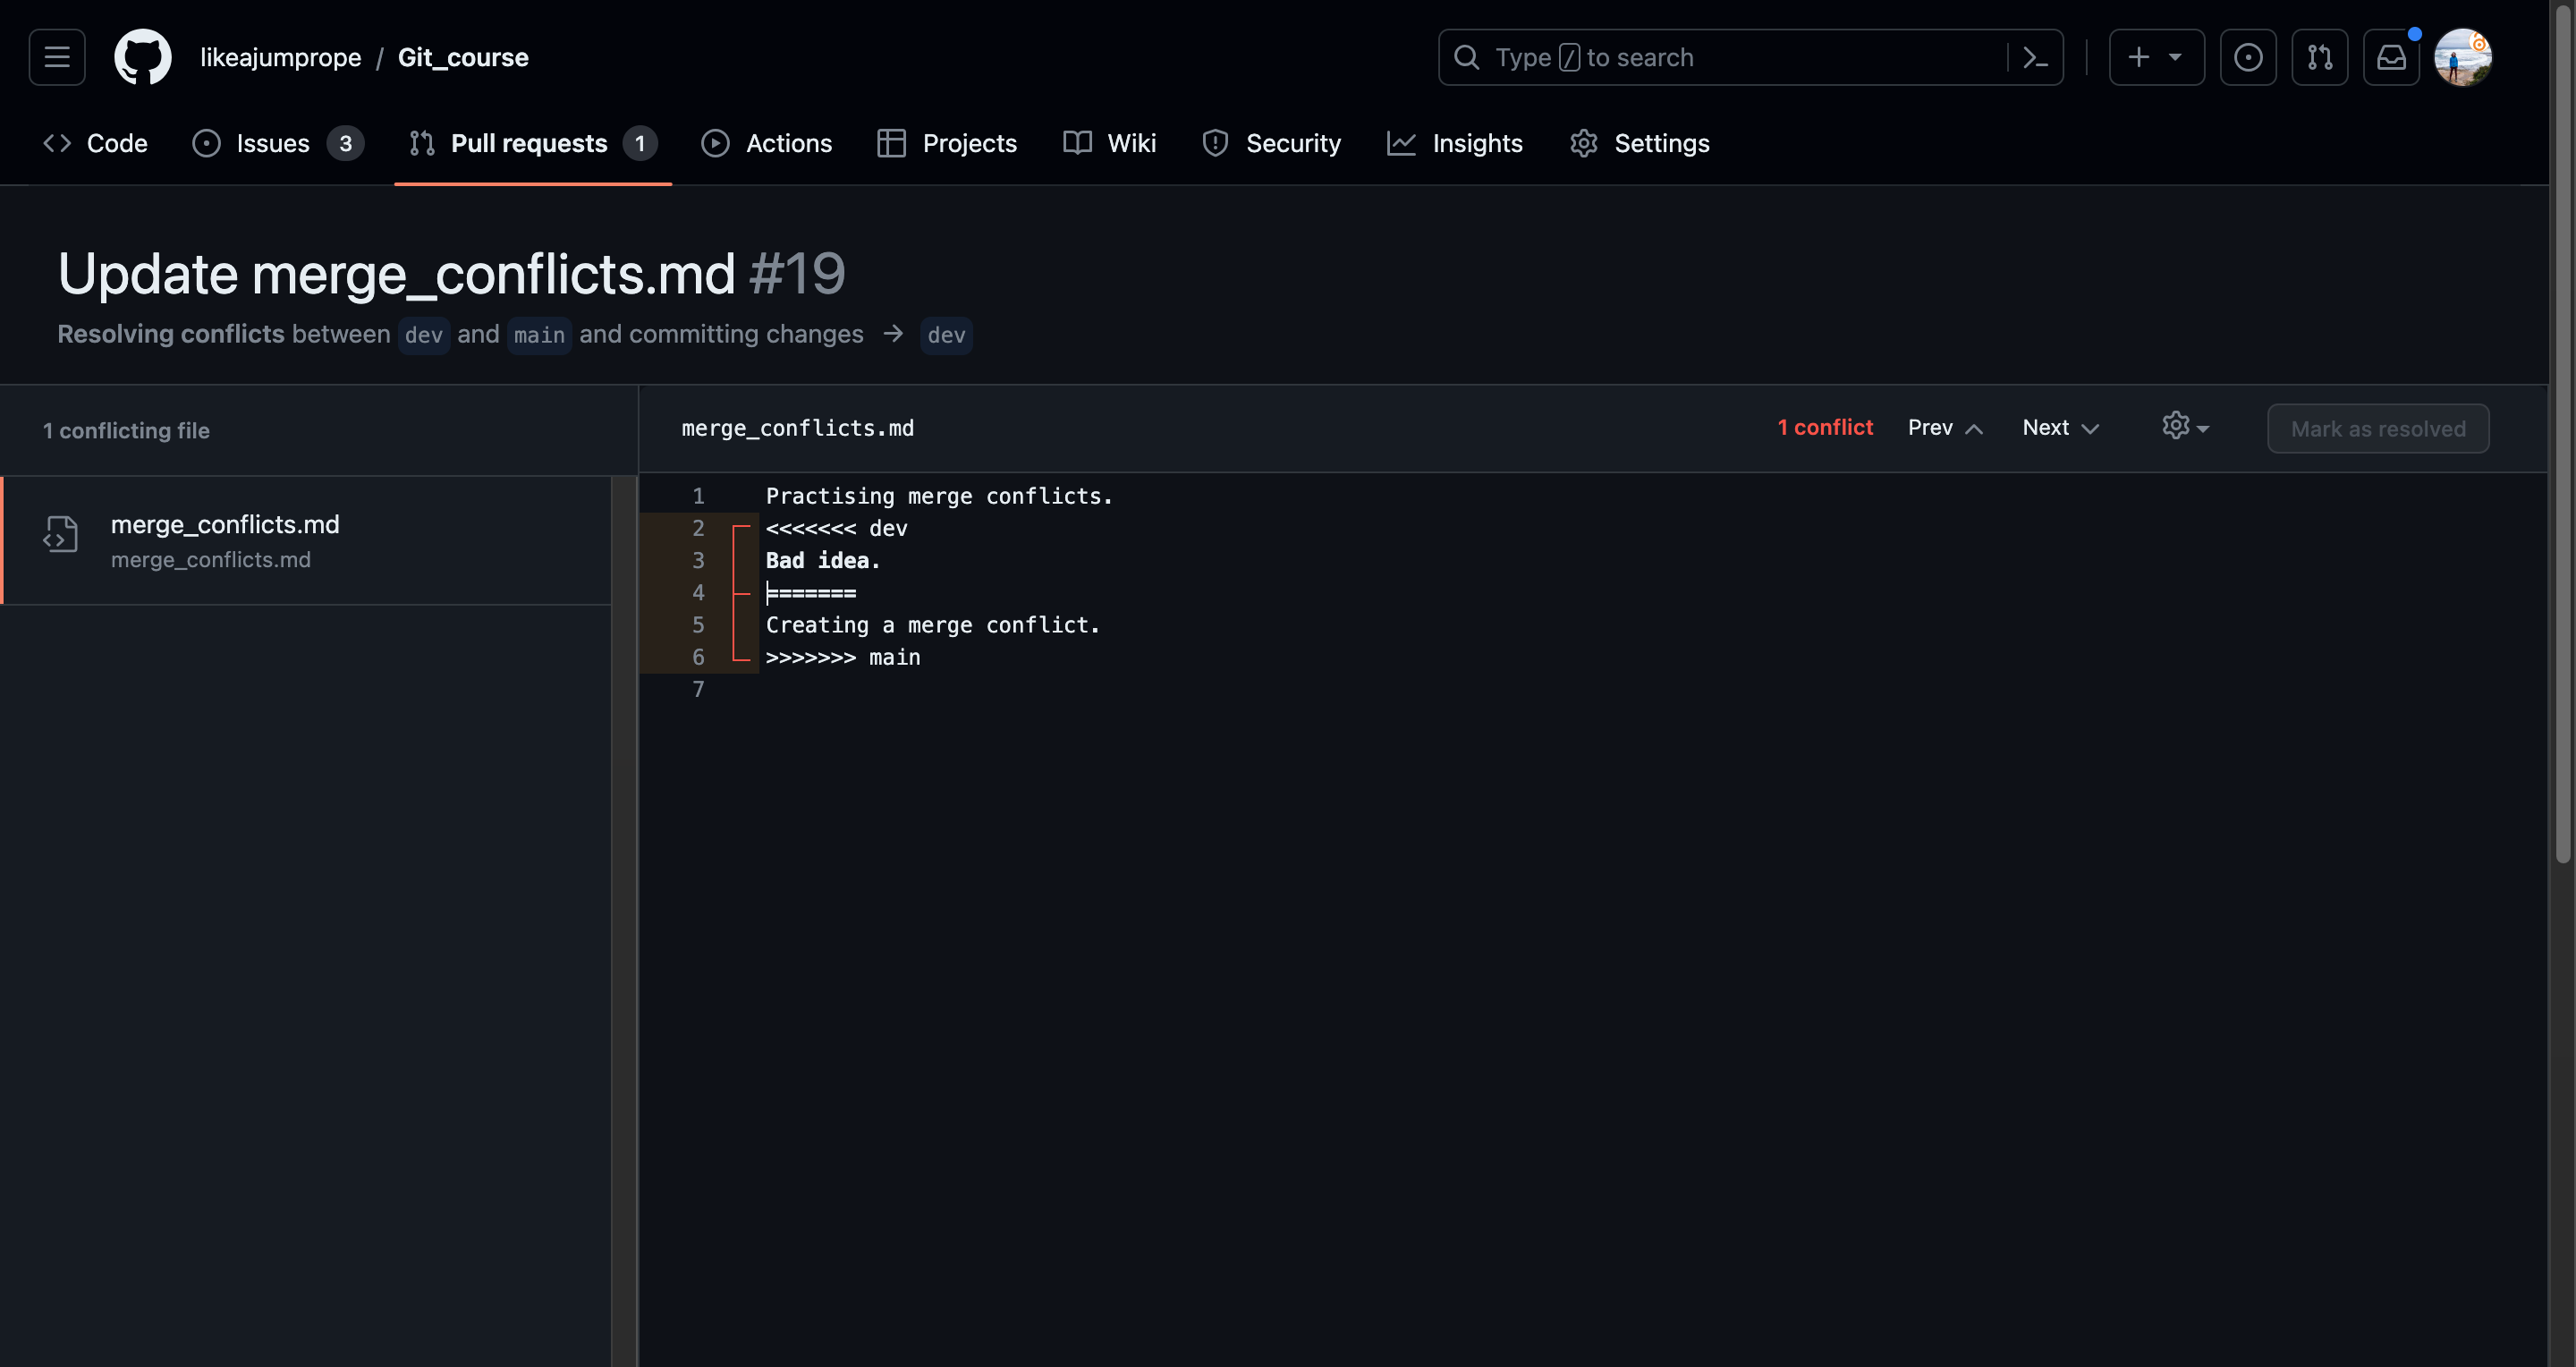 likeajumprope / Git_course
Type / to search
Code
Issues 3
Pull requests 1
Actions
Projects
Wiki
Security
Insights
Settings
Update merge_conflicts.md #19
Resolving conflicts between dev and main and committing changes → dev
1 conflicting file
merge_conflicts.md
merge_conflicts.md
merge_conflicts.md
1 conflict
Prev
Next
Mark as resolved
1 Practising merge conflicts.
2 <<<<<<< dev
3 Bad idea.
4 =======
5 Creating a merge conflict.
6 >>>>>>> main
7